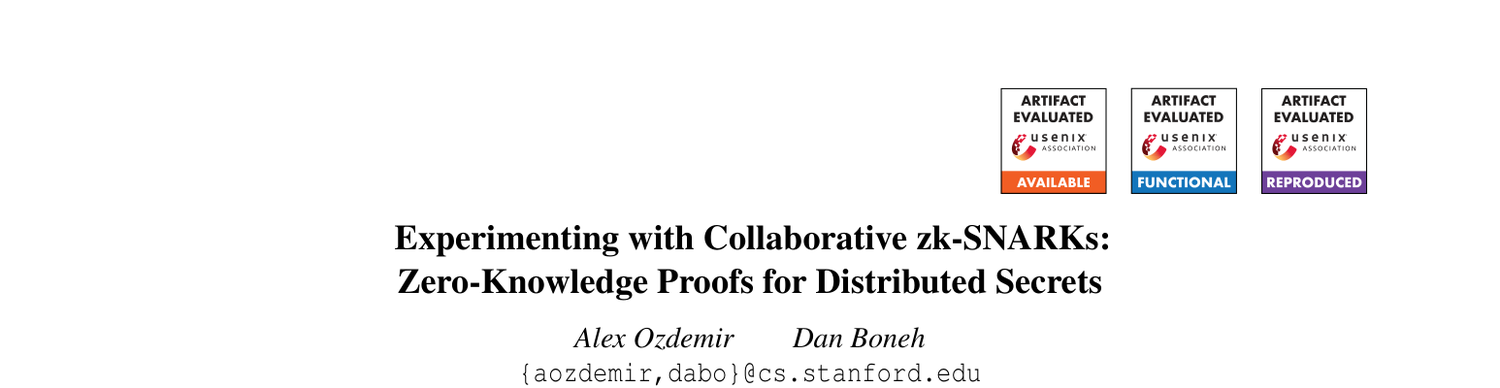 ARTIFACT
EVALUATED
usenix
ASSOCIATION
AVAILABLE
ARTIFACT
EVALUATED
usenix
ASSOCIATION
FUNCTIONAL
ARTIFACT
EVALUATED
usenix
ASSOCIATION
REPRODUCED
Experimenting with Collaborative zk-SNARKs:
Zero-Knowledge Proofs for Distributed Secrets
Alex Ozdemir Dan Boneh
{aozdemir,dabo}@cs.stanford.edu